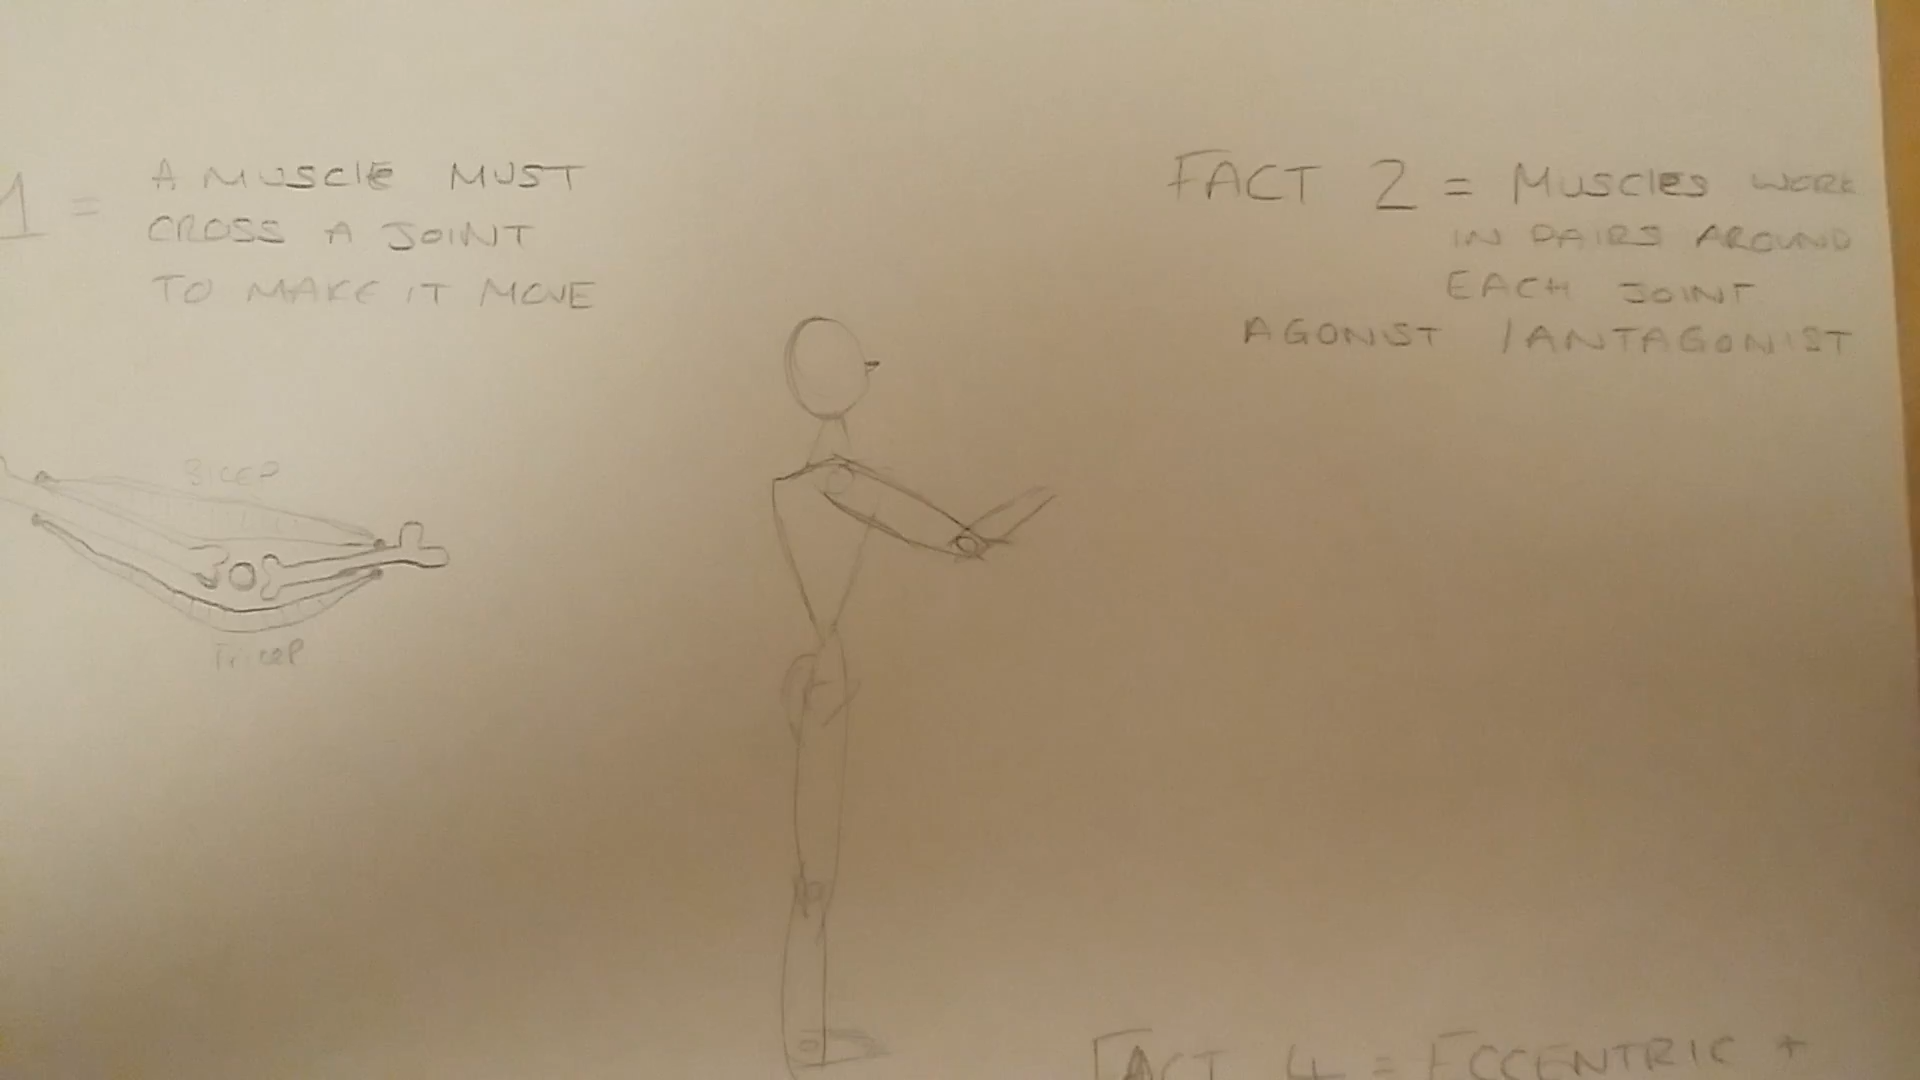 1 = A MUSCLE MUST
CROSS A JOINT
TO MAKE IT MOVE
FACT 2 = MUSCLES WORK
IN PAIRS AROUND
EACH JOINT
AGONIST / ANTAGONIST
BICEP
Tricep
FACT 4 = ECCENTRIC +